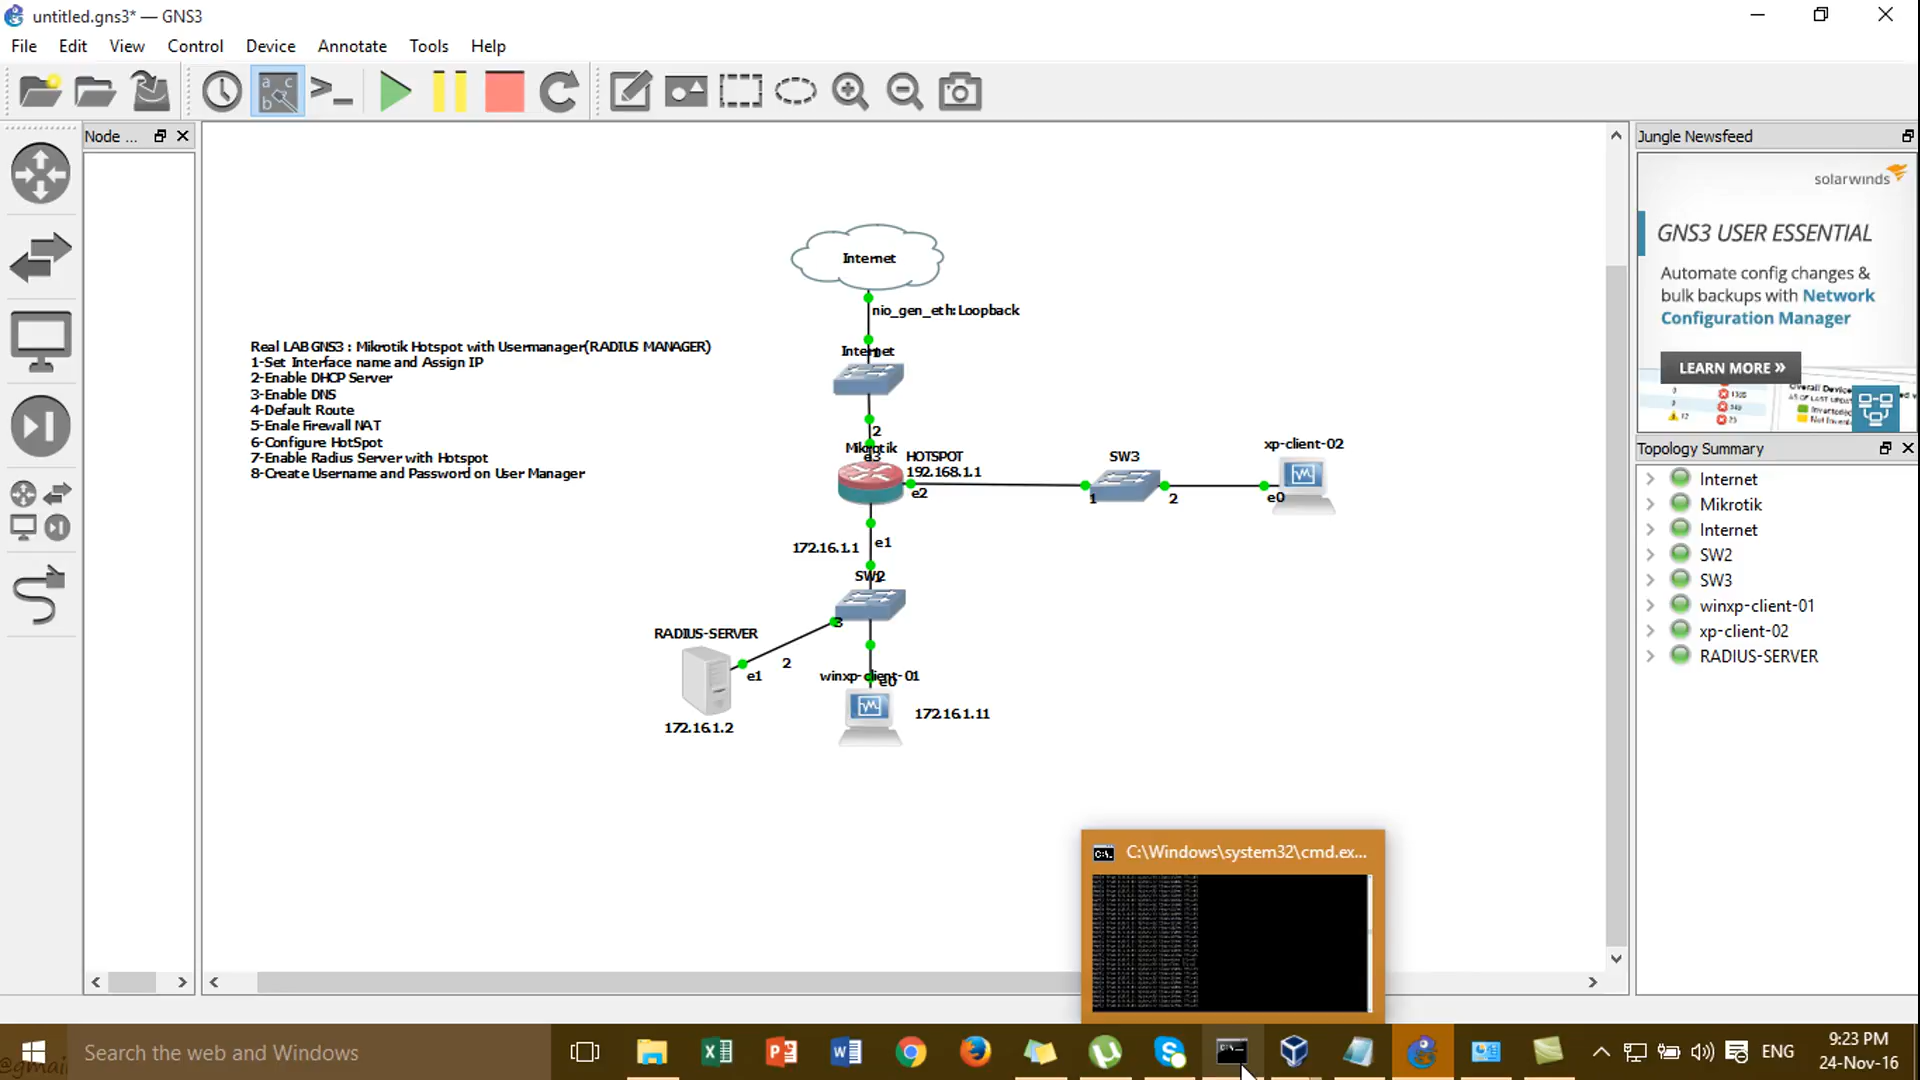 untitled.gns3* — GNS3
File Edit View Control Device Annotate Tools Help
Node ...
Jungle Newsfeed
solarwinds
GNS3 USER ESSENTIAL
Automate config changes &
bulk backups with Network
Configuration Manager
LEARN MORE »
Topology Summary
Internet
Mikrotik
Internet
SW2
SW3
winxp-client-01
xp-client-02
RADIUS-SERVER
Internet
nio_gen_eth:Loopback
Internet
Real LAB GNS3 : Mikrotik Hotspot with Usermanager(RADIUS MANAGER)
1-Set Interface name and Assign IP
2-Enable DHCP Server
3-Enable DNS
4-Default Route
5-Enale Firewall NAT
6-Configure HotSpot
7-Enable Radius Server with Hotspot
8-Create Username and Password on User Manager
2
Mikrotik
e3
HOTSPOT
192.168.1.1
e2
SW3
1
2
xp-client-02
e0
172.16.1.1
e1
SW2
1
3
RADIUS-SERVER
2
e1
172.16.1.2
winxp-client-01
e0
172.16.1.11
C:\Windows\system32\cmd.ex...
Search the web and Windows
ENG
9:23 PM
24-Nov-16